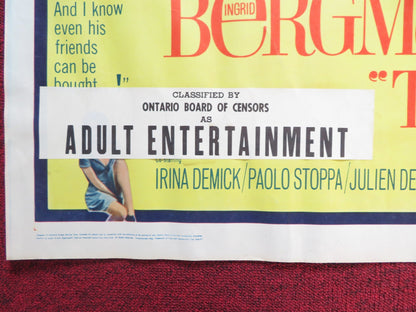 And I know
even his
friends
can be
bought
!"
INGRID
BERGM
"T
CLASSIFIED BY
ONTARIO BOARD OF CENSORS
AS
ADULT ENTERTAINMENT
IRINA DEMICK/PAOLO STOPPA/JULIEN DE